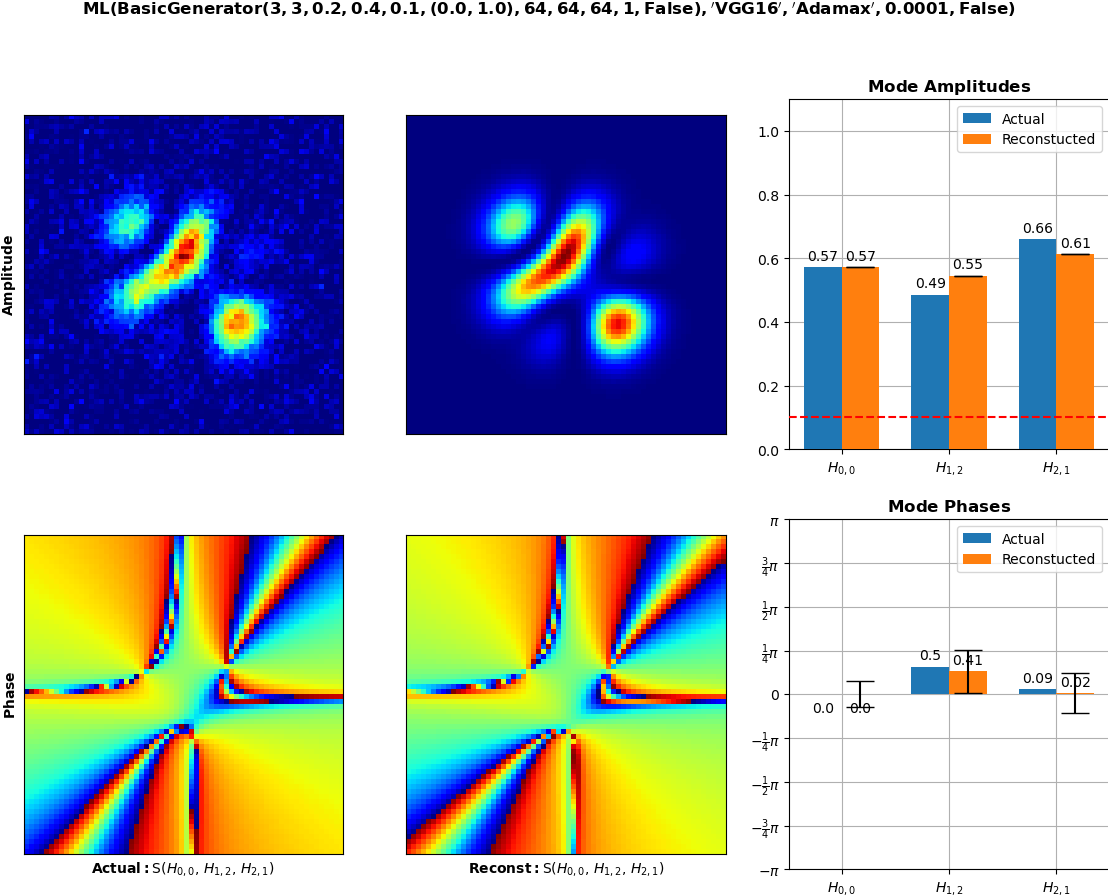 ML(BasicGenerator(3, 3, 0.2, 0.4, 0.1, (0.0, 1.0), 64, 64, 64, 1, False), ′VGG16′, ′Adamax′, 0.0001, False)
Amplitude
Mode Amplitudes
Actual
Reconstucted
1.0
0.8
0.6
0.4
0.2
0.0
0.57
0.57
0.49
0.55
0.66
0.61
H0,0
H1,2
H2,1
Phase
Actual: S(H0,0, H1,2, H2,1)
Reconst: S(H0,0, H1,2, H2,1)
Mode Phases
Actual
Reconstucted
π
3/4π
1/2π
1/4π
0
−1/4π
−1/2π
−3/4π
−π
0.0
0.0
0.5
0.41
0.09
0.02
H0,0
H1,2
H2,1